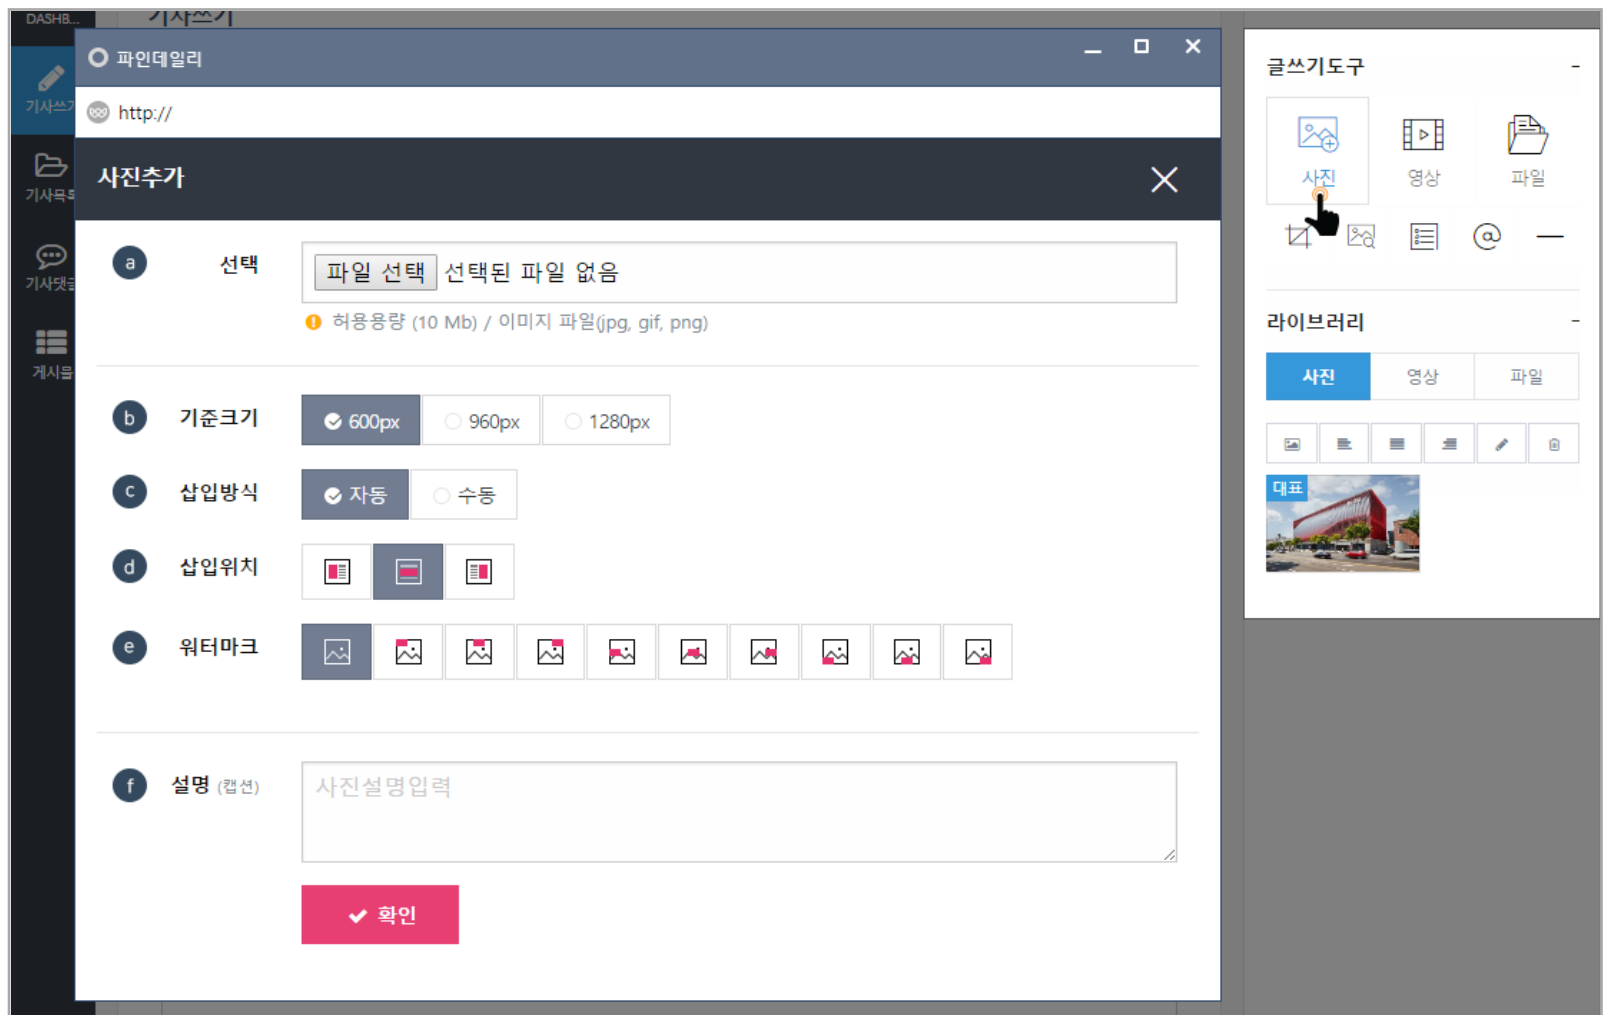 DASHB...
기사쓰기
기사쓰기
기사목록
기사댓글
게시물
파인데일리
http://
사진추가
a 선택 파일 선택 선택된 파일 없음
허용용량 (10 Mb) / 이미지 파일(jpg, gif, png)
b 기준크기 600px 960px 1280px
c 삽입방식 자동 수동
d 삽입위치
e 워터마크
f 설명 (캡션) 사진설명입력
확인
글쓰기도구 -
사진 영상 파일
@
라이브러리 -
사진 영상 파일
대표